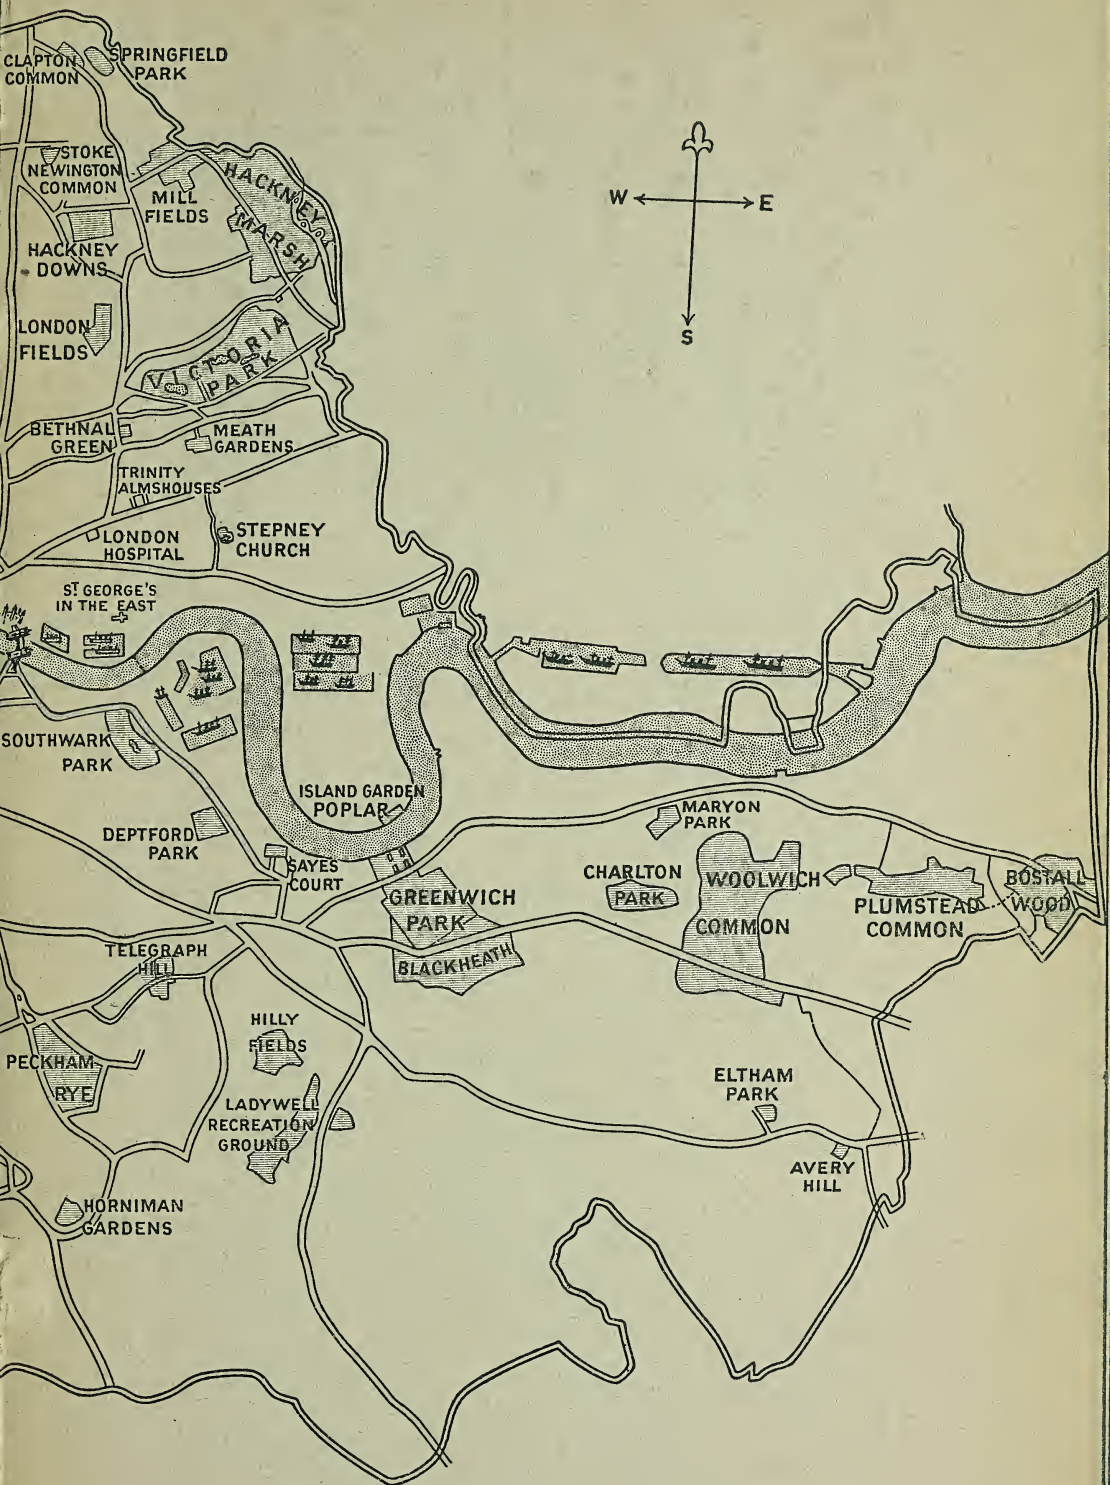 CLAPTON
COMMON
SPRINGFIELD
PARK
STOKE
NEWINGTON
COMMON
MILL
FIELDS
HACKNEY
MARSH
HACKNEY
DOWNS
W
E
S
LONDON
FIELDS
VICTORIA
PARK
BETHNAL
GREEN
MEATH
GARDENS
TRINITY
ALMSHOUSES
LONDON
HOSPITAL
STEPNEY
CHURCH
ST GEORGE'S
IN THE EAST
SOUTHWARK
PARK
ISLAND GARDEN
POPLAR
DEPTFORD
PARK
SAYES
COURT
MARYON
PARK
GREENWICH
PARK
CHARLTON
PARK
WOOLWICH
COMMON
PLUMSTEAD
COMMON
BOSTALL
WOOD
BLACKHEATH
TELEGRAPH
HILL
HILLY
FIELDS
PECKHAM
RYE
LADYWELL
RECREATION
GROUND
ELTHAM
PARK
AVERY
HILL
HORNIMAN
GARDENS